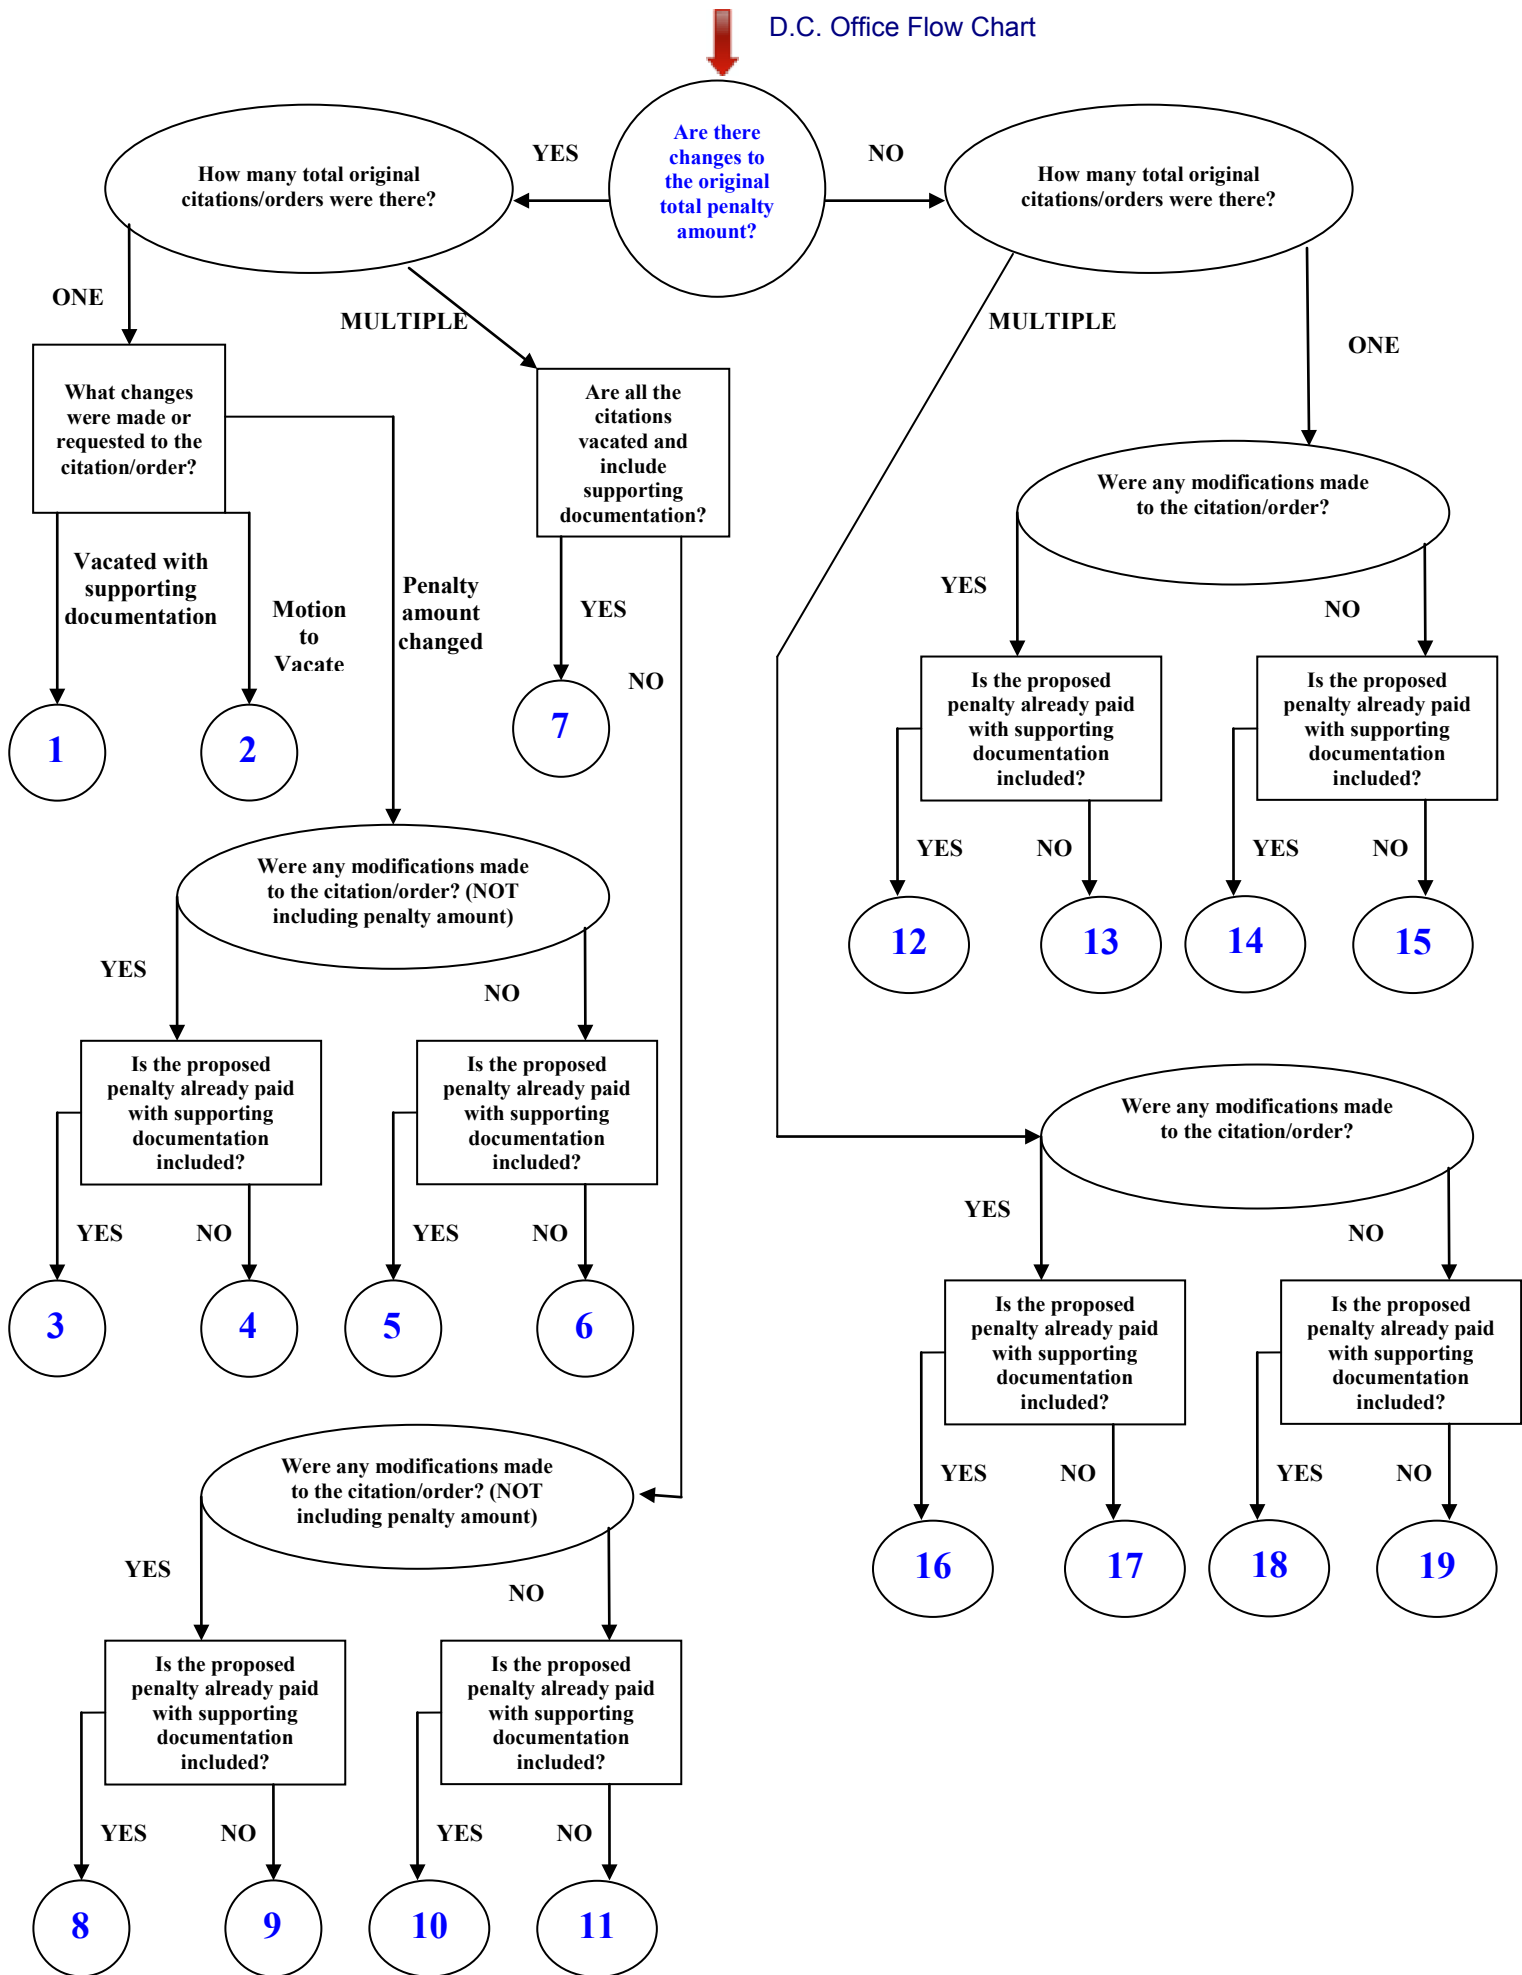 D.C. Office Flow Chart
Are there
changes to
the original
total penalty
amount?
YES
NO
How many total original
citations/orders were there?
How many total original
citations/orders were there?
ONE
MULTIPLE
MULTIPLE
ONE
What changes
were made or
requested to the
citation/order?
Are all the
citations
vacated and
include
supporting
documentation?
Were any modifications made
to the citation/order?
Vacated with
supporting
documentation
Motion
to
Vacate
Penalty
amount
changed
YES
NO
YES
NO
1
2
7
Is the proposed
penalty already paid
with supporting
documentation
included?
Is the proposed
penalty already paid
with supporting
documentation
included?
YES
NO
YES
NO
12
13
14
15
Were any modifications made
to the citation/order? (NOT
including penalty amount)
YES
NO
Is the proposed
penalty already paid
with supporting
documentation
included?
Is the proposed
penalty already paid
with supporting
documentation
included?
YES
NO
YES
NO
3
4
5
6
Were any modifications made
to the citation/order?
YES
NO
Is the proposed
penalty already paid
with supporting
documentation
included?
Is the proposed
penalty already paid
with supporting
documentation
included?
YES
NO
YES
NO
16
17
18
19
Were any modifications made
to the citation/order? (NOT
including penalty amount)
YES
NO
Is the proposed
penalty already paid
with supporting
documentation
included?
Is the proposed
penalty already paid
with supporting
documentation
included?
YES
NO
YES
NO
8
9
10
11